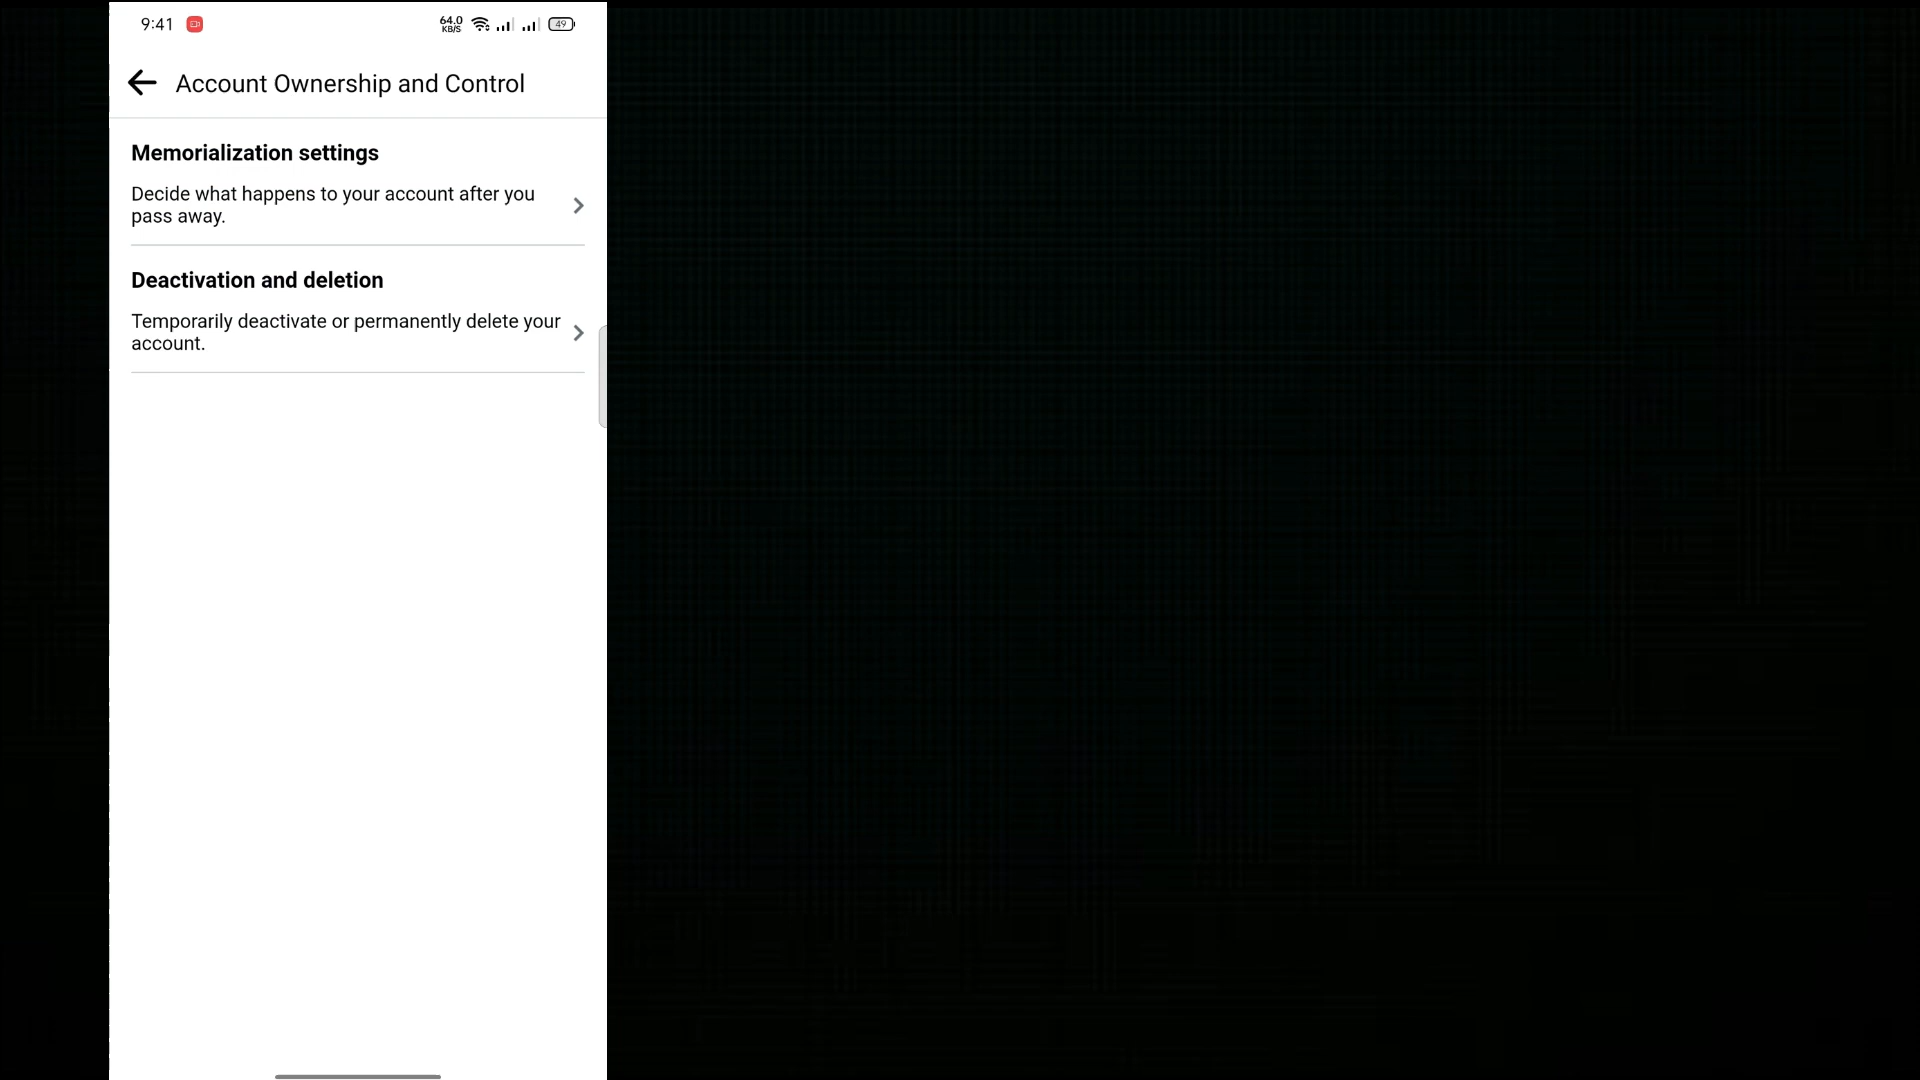 9:41
64.0
KB/S
49
Account Ownership and Control
Memorialization settings
Decide what happens to your account after you
pass away.
Deactivation and deletion
Temporarily deactivate or permanently delete your
account.